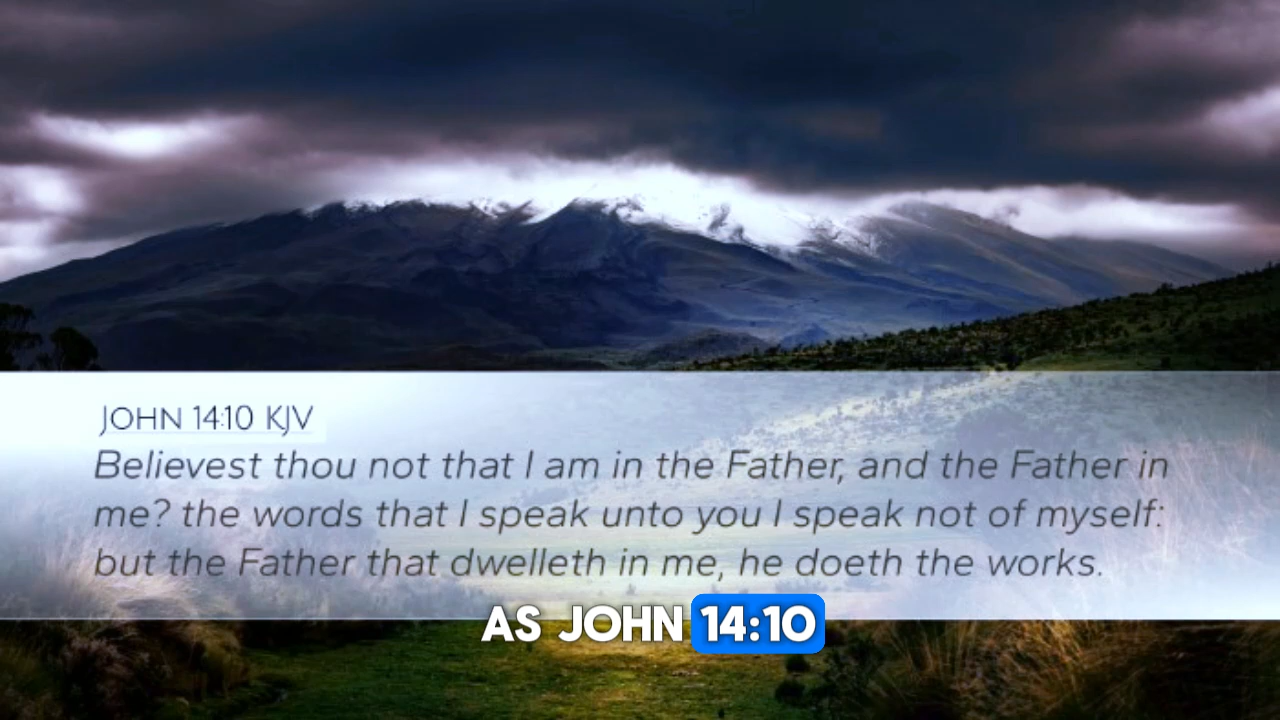 JOHN 14:10 KJV
Believest thou not that I am in the Father, and the Father in
me? the words that I speak unto you I speak not of myself:
but the Father that dwelleth in me, he doeth the works.
AS JOHN 14:10